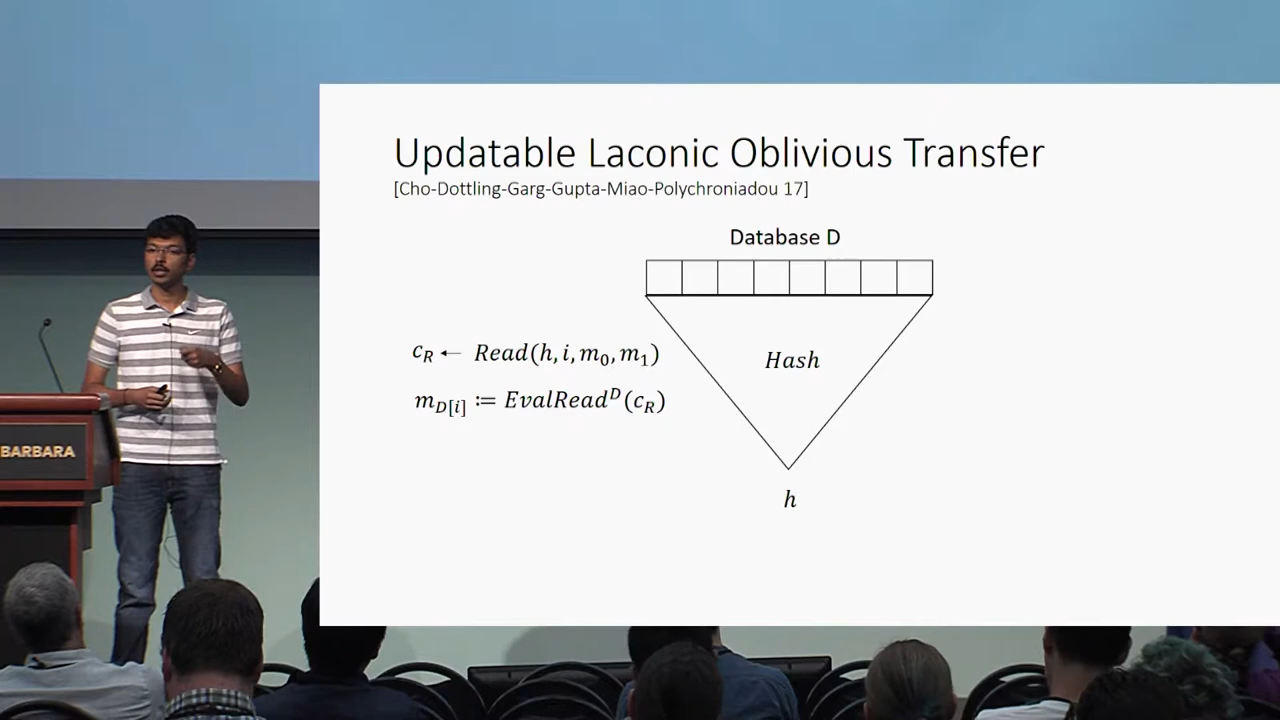 Updatable Laconic Oblivious Transfer
[Cho-Dottling-Garg-Gupta-Miao-Polychroniadou 17]
Database D
c_R ← Read(h, i, m_0, m_1)
Hash
m_{D[i]} ≔ EvalRead^D(c_R)
h
BARBARA